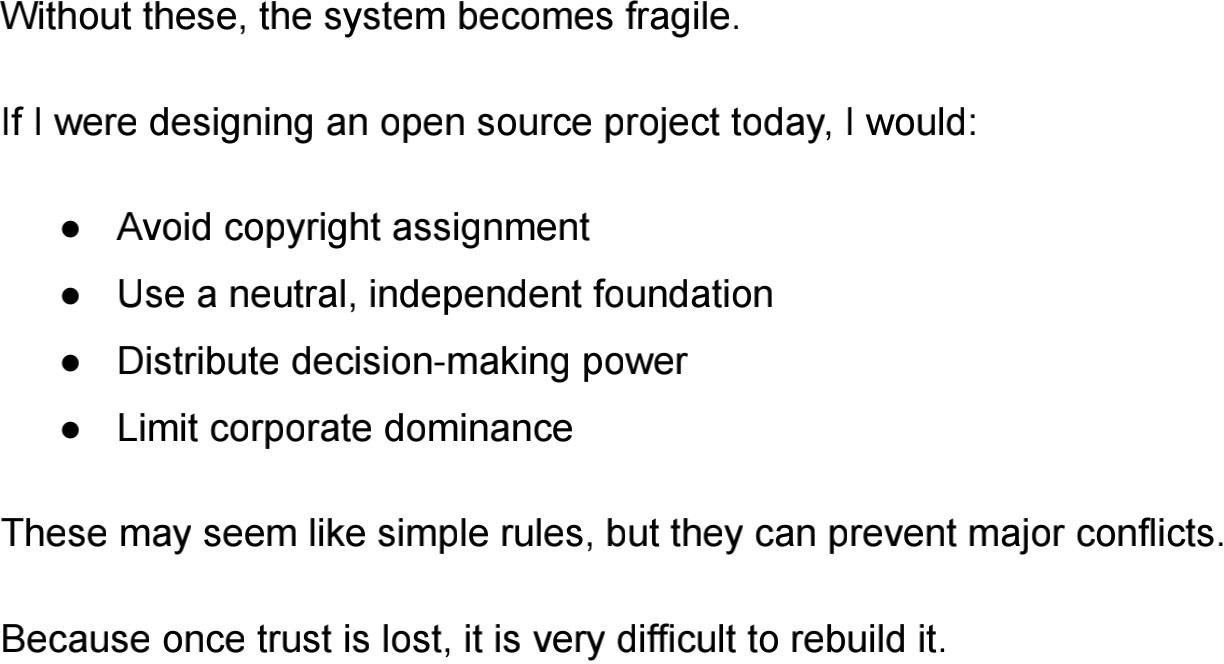 Without these, the system becomes fragile.
If I were designing an open source project today, I would:
● Avoid copyright assignment
● Use a neutral, independent foundation
● Distribute decision-making power
● Limit corporate dominance
These may seem like simple rules, but they can prevent major conflicts.
Because once trust is lost, it is very difficult to rebuild it.